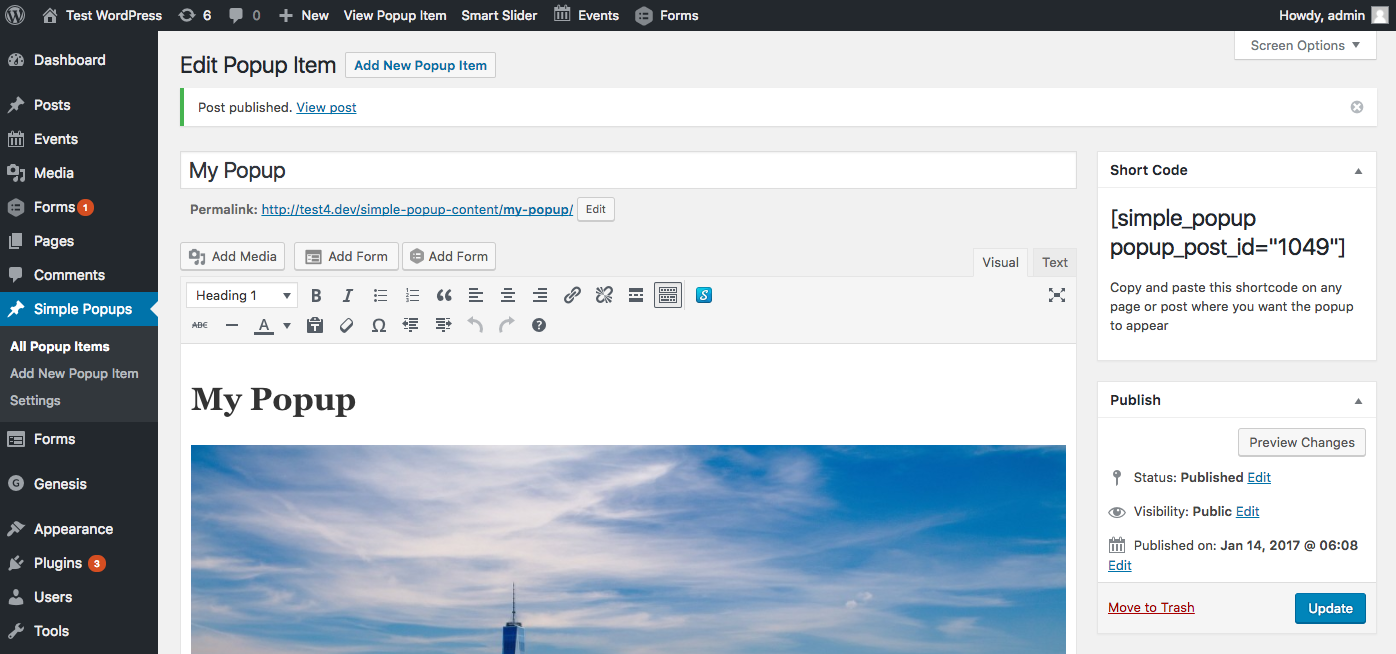 Test WordPress 6 0 New View Popup Item Smart Slider Events Forms Howdy, admin
Screen Options
Dashboard
Posts
Events
Media
Forms 1
Pages
Comments
Simple Popups
All Popup Items
Add New Popup Item
Settings
Forms
Genesis
Appearance
Plugins 3
Users
Tools
Edit Popup Item Add New Popup Item
Post published. View post
My Popup
Permalink: http://test4.dev/simple-popup-content/my-popup/ Edit
Add Media Add Form Add Form
Visual Text
Heading 1
ABC
My Popup
Short Code
[simple_popup
popup_post_id="1049"]
Copy and paste this shortcode on any
page or post where you want the popup
to appear
Publish
Preview Changes
Status: Published Edit
Visibility: Public Edit
Published on: Jan 14, 2017 @ 06:08
Edit
Move to Trash Update